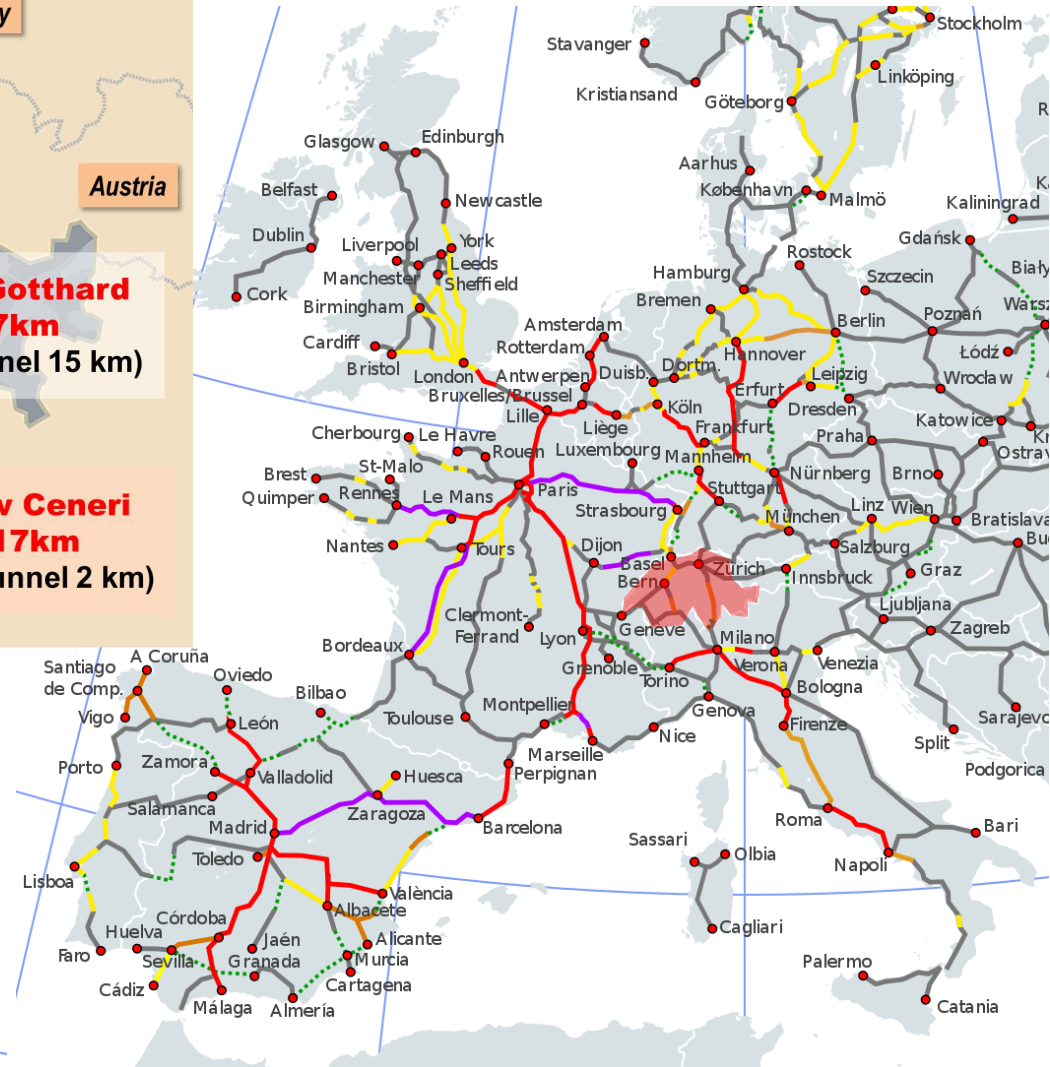 y
Austria
Gotthard
7km
nel 15 km)
v Ceneri
17km
unnel 2 km)
Stockholm
Stavanger
Linköping
Kristiansand
Göteborg
Glasgow
Edinburgh
Aarhus
Belfast
København
Malmö
Newcastle
Kaliningrad
Dublin
Liverpool
York
Gdańsk
Leeds
Rostock
Manchester
Sheffield
Hamburg
Szczecin
Biały
Cork
Bremen
Birmingham
Warsz
Amsterdam
Berlin
Poznań
Cardiff
Rotterdam
Hannover
Łódź
Bristol
London
Antwerpen
Duisb.
Dortm.
Leipzig
Wrocław
Bruxelles/Brussel
Erfurt
Lille
Köln
Dresden
Liège
Frankfurt
Katowice
Cherbourg
Le Havre
Praha
Kr
Rouen
Luxembourg
Mannheim
Ostrav
St-Malo
Brest
Nürnberg
Brno
Quimper
Rennes
Le Mans
Paris
Stuttgart
Strasbourg
München
Linz
Wien
Bratislava
Nantes
Tours
Dijon
Salzburg
Bu
Basel
Zürich
Bern
Innsbruck
Graz
Clermont-
Ferrand
Ljubljana
Lyon
Genève
Zagreb
Bordeaux
Milano
A Coruña
Grenoble
Verona
Venezia
Santiago
de Comp.
Oviedo
Torino
Bilbao
Bologna
Vigo
León
Toulouse
Montpellier
Genova
Sarajevo
Firenze
Nice
Split
Marseille
Porto
Zamora
Valladolid
Huesca
Perpignan
Podgorica
Salamanca
Zaragoza
Roma
Madrid
Barcelona
Bari
Sassari
Olbia
Toledo
Napoli
Lisboa
València
Albacete
Córdoba
Cagliari
Huelva
Jaén
Alicante
Faro
Sevilla
Granada
Murcia
Palermo
Cádiz
Cartagena
Málaga
Almería
Catania